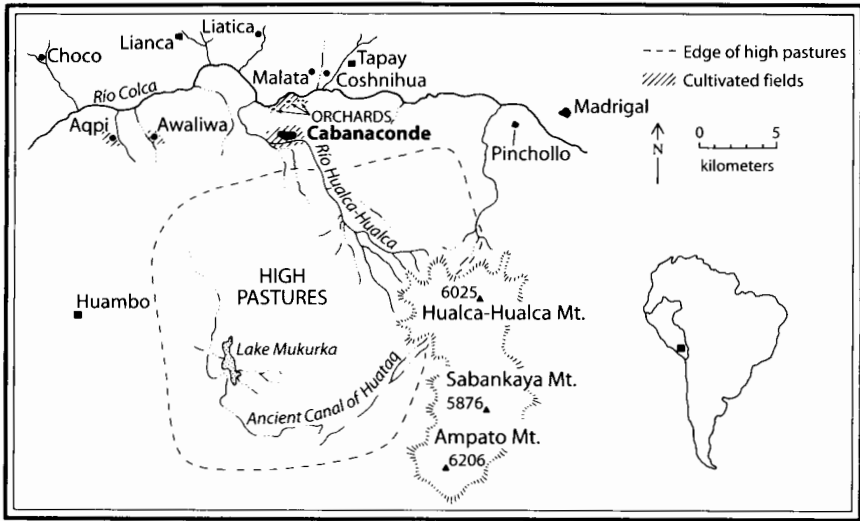 Liatica
Lianca
Choco
Tapay
Malata
Coshnihua
Río Colca
ORCHARDS
Cabanaconde
Aqpi
Awaliwa
Madrigal
Pinchollo
Río Hualca-Hualca
HIGH
PASTURES
Huambo
Lake Mukurka
Ancient Canal of Huataq
6025
Hualca-Hualca Mt.
Sabankaya Mt.
5876
Ampato Mt.
6206
Edge of high pastures
Cultivated fields
N
0 5
kilometers